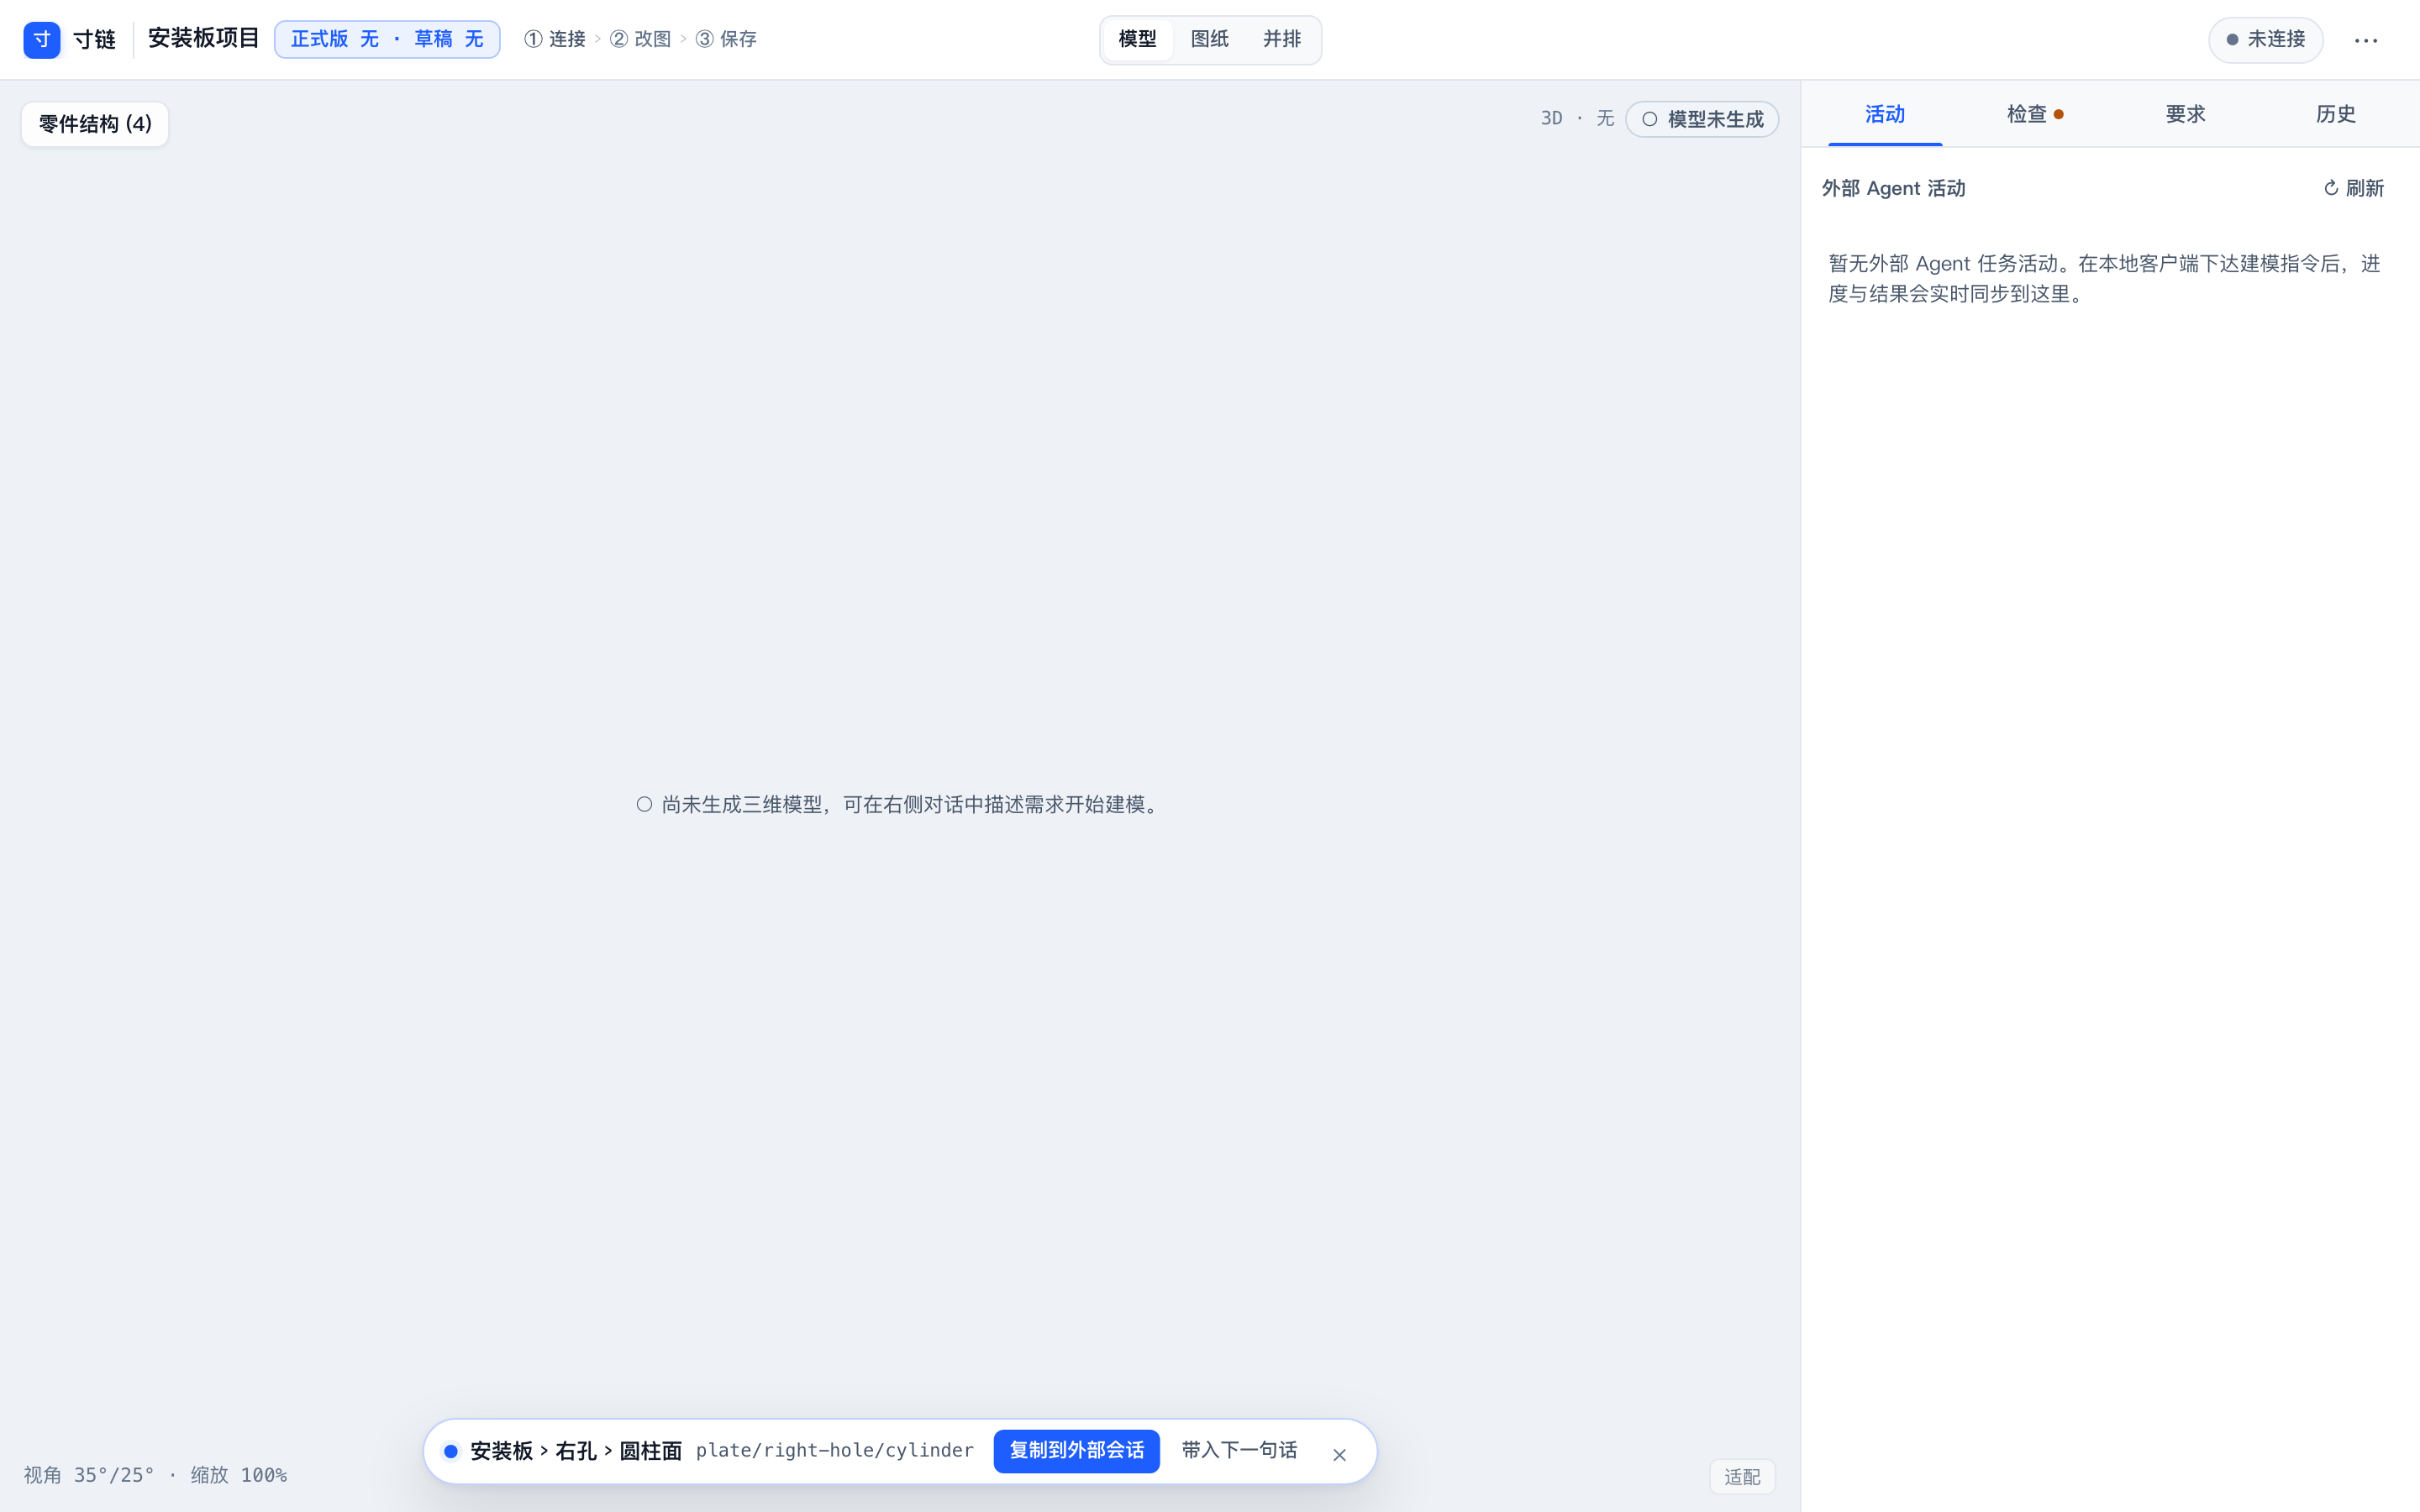 寸 寸链 安装板项目 正式版 无 · 草稿 无 ① 连接 › ② 改图 › ③ 保存 模型 图纸 并排 未连接 ···
零件结构 (4) 3D · 无 模型未生成
活动 检查 要求 历史
外部 Agent 活动 ↻ 刷新
暂无外部 Agent 任务活动。在本地客户端下达建模指令后，进
度与结果会实时同步到这里。
尚未生成三维模型，可在右侧对话中描述需求开始建模。
安装板 › 右孔 › 圆柱面 plate/right-hole/cylinder 复制到外部会话 带入下一句话 ×
视角 35°/25° · 缩放 100% 适配